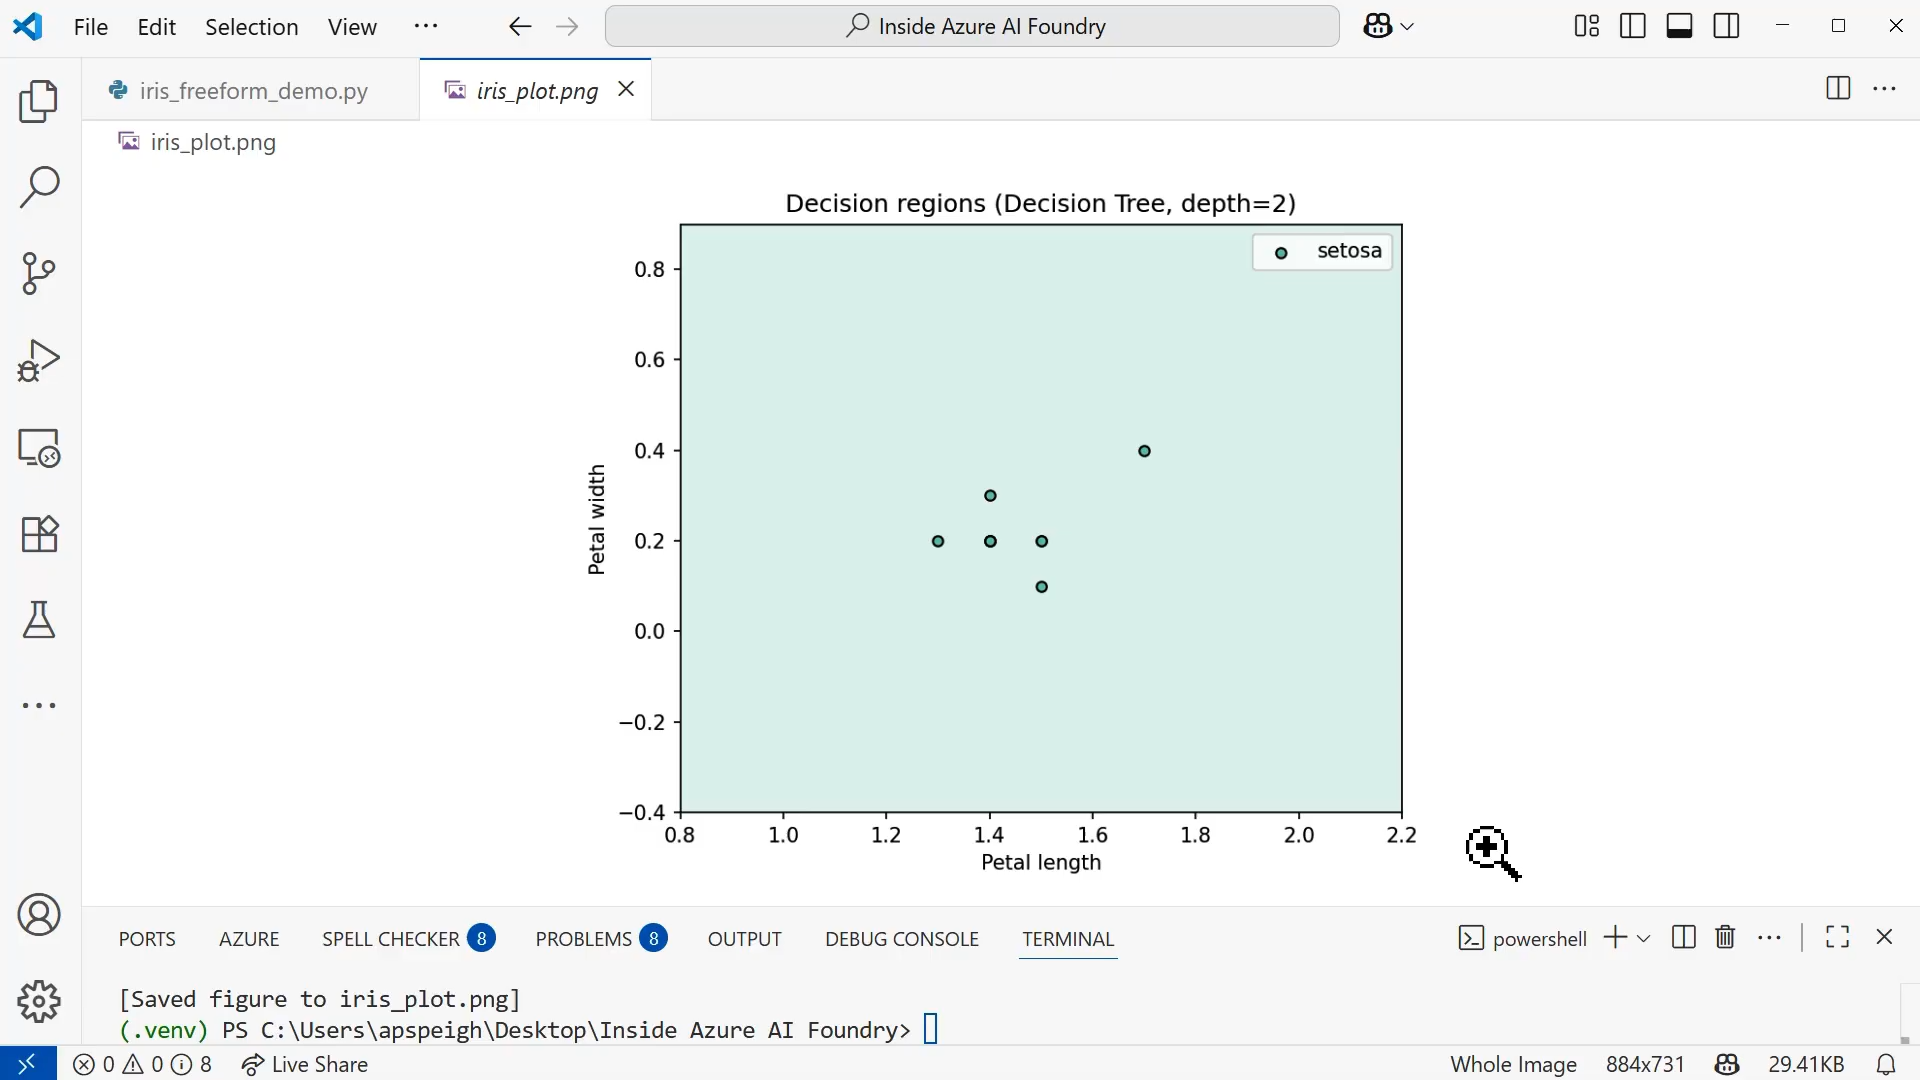 File Edit Selection View ··· Inside Azure AI Foundry
iris_freeform_demo.py iris_plot.png
iris_plot.png
Decision regions (Decision Tree, depth=2)
setosa
0.8
0.6
0.4
0.2
0.0
−0.2
−0.4
Petal width
0.8 1.0 1.2 1.4 1.6 1.8 2.0 2.2
Petal length
PORTS AZURE SPELL CHECKER 8 PROBLEMS 8 OUTPUT DEBUG CONSOLE TERMINAL powershell
[Saved figure to iris_plot.png]
(.venv) PS C:\Users\apspeigh\Desktop\Inside Azure AI Foundry>
0 0 8 Live Share Whole Image 884x731 29.41KB